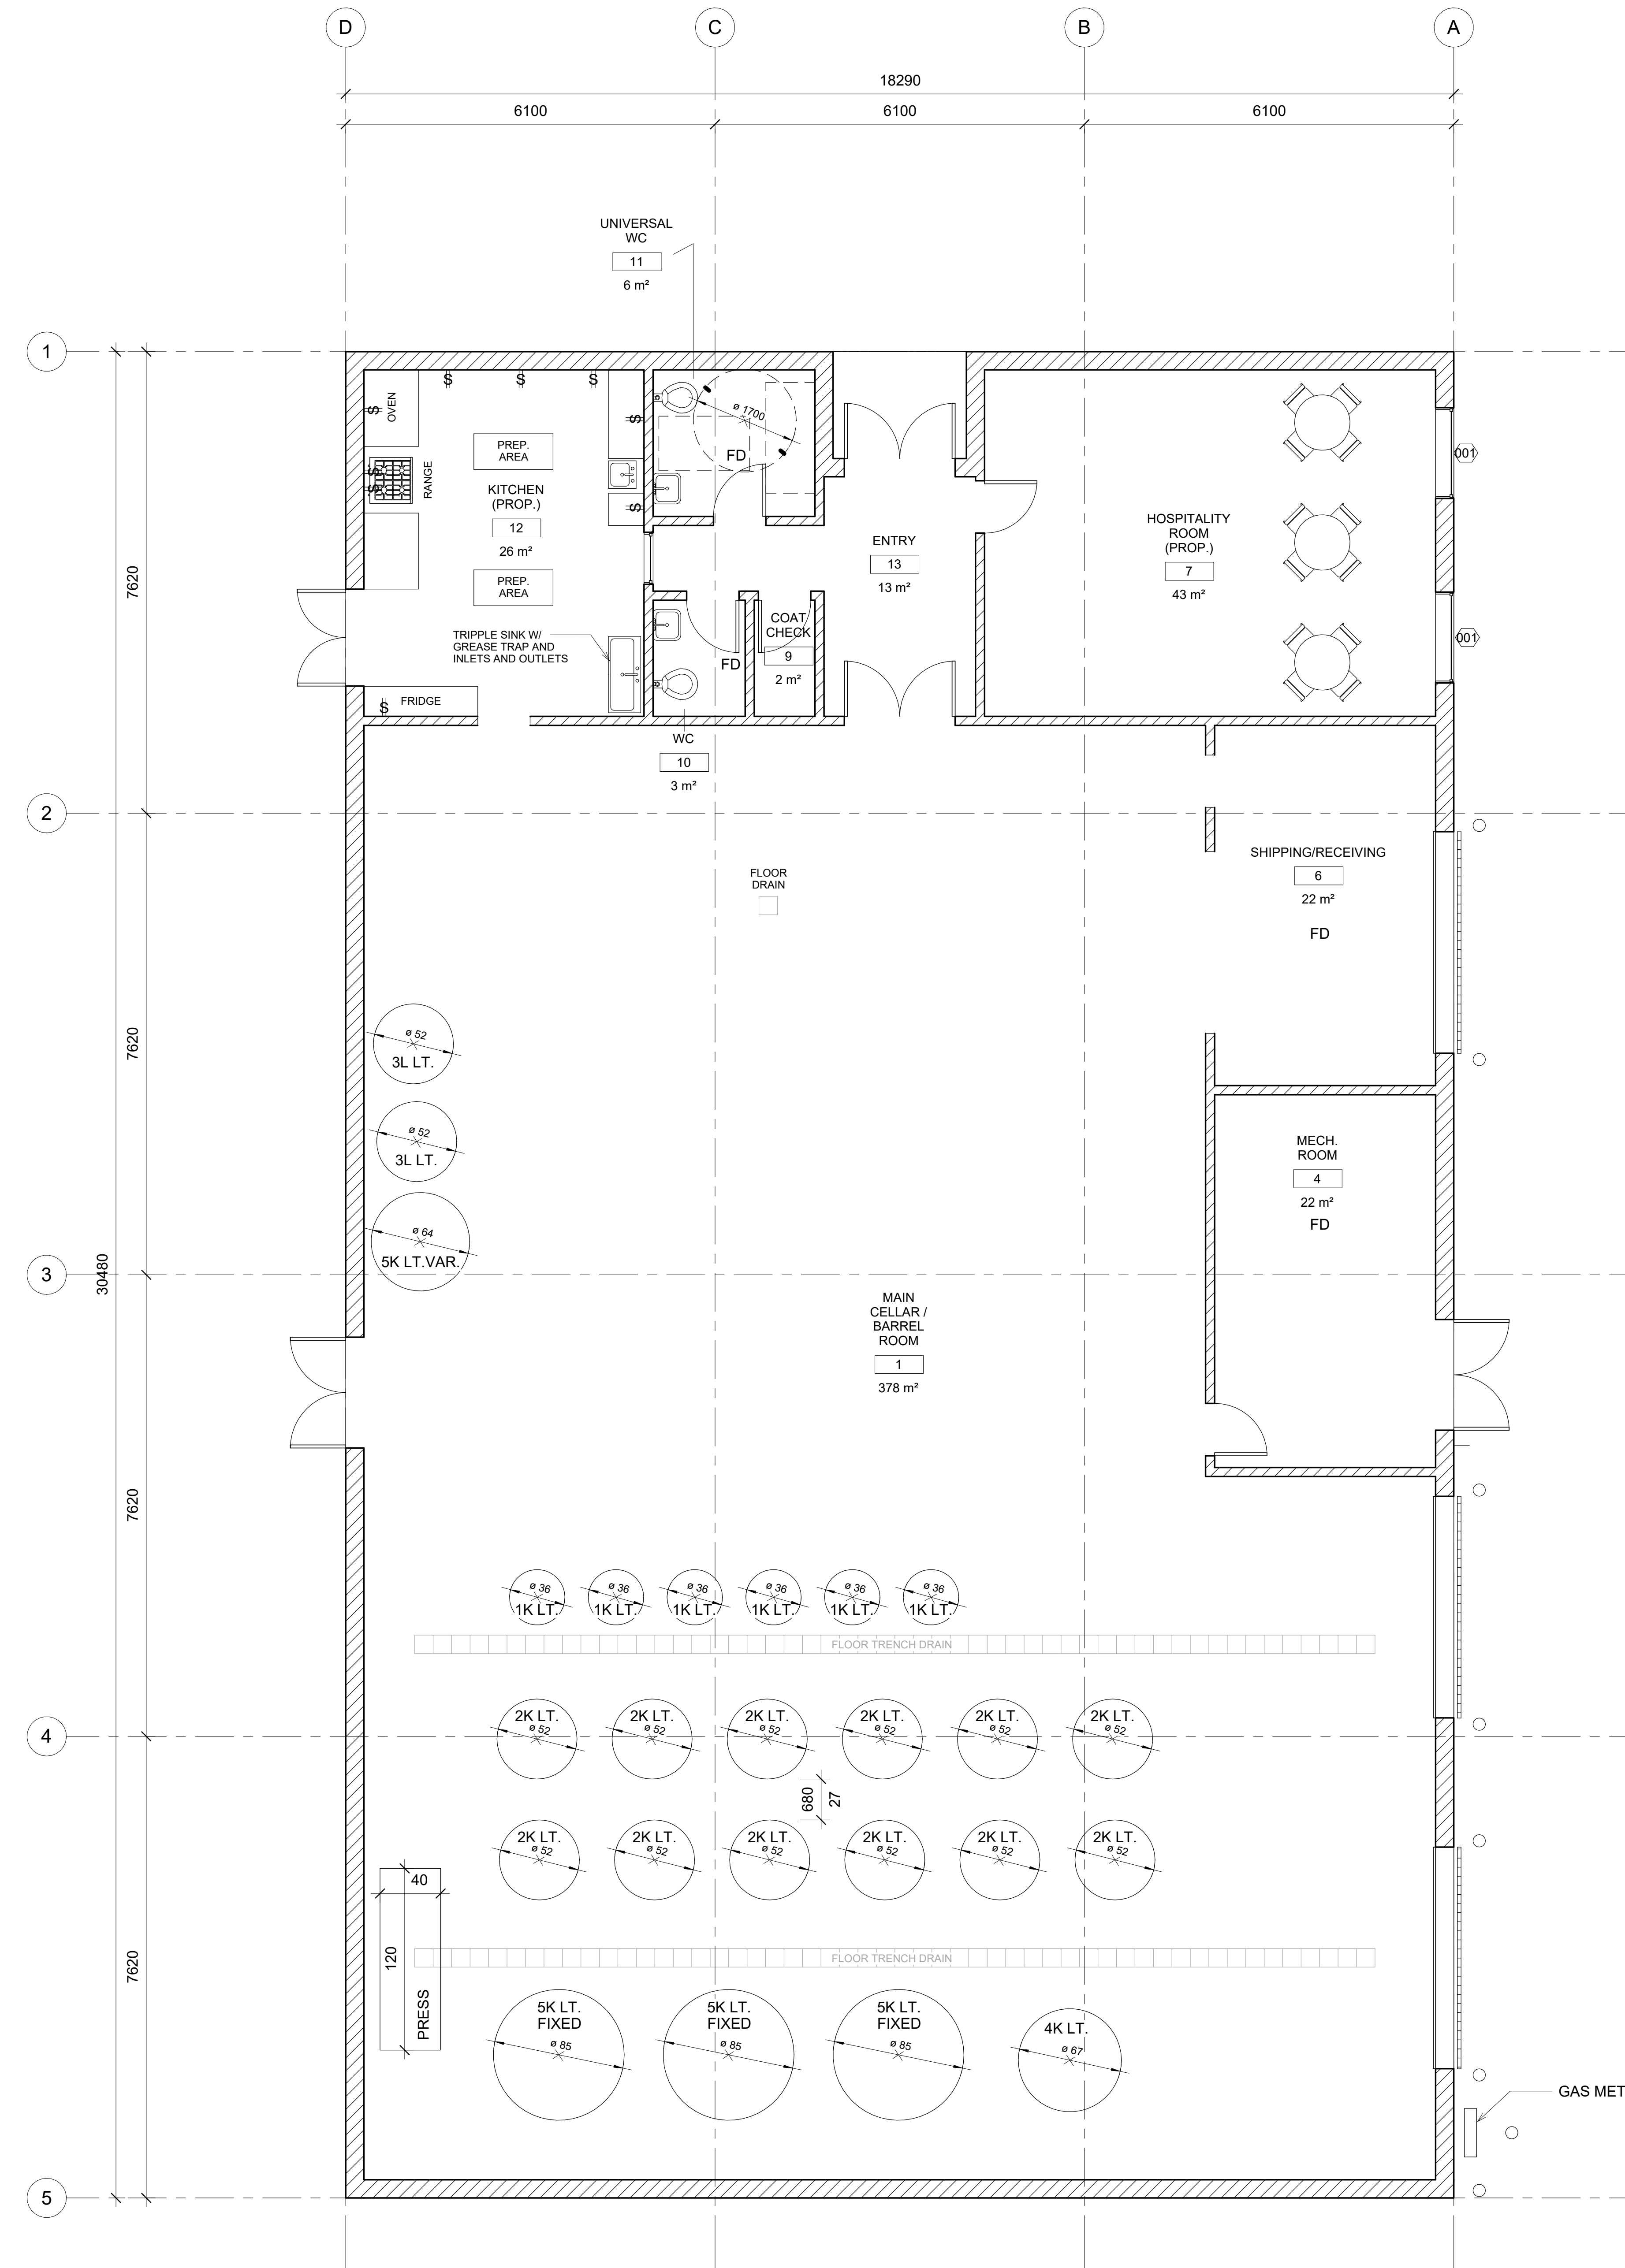 D
C
B
A
18290
6100
6100
6100
UNIVERSAL
WC
11
6 m²
1
OVEN
S
S
S
S
S
S
S
S
RANGE
PREP.
AREA
KITCHEN
(PROP.)
12
26 m²
PREP.
AREA
TRIPPLE SINK W/
GREASE TRAP AND
INLETS AND OUTLETS
S
FRIDGE
ø 1700
FD
ENTRY
13
13 m²
COAT
CHECK
9
2 m²
FD
WC
10
3 m²
HOSPITALITY
ROOM
(PROP.)
7
43 m²
001
001
7620
2
FLOOR
DRAIN
SHIPPING/RECEIVING
6
22 m²
FD
7620
ø 52
3L LT.
ø 52
3L LT.
ø 64
5K LT.VAR.
MECH.
ROOM
4
22 m²
FD
3
30480
MAIN
CELLAR /
BARREL
ROOM
1
378 m²
7620
ø 36
1K LT.
ø 36
1K LT.
ø 36
1K LT.
ø 36
1K LT.
ø 36
1K LT.
ø 36
1K LT.
FLOOR TRENCH DRAIN
4
2K LT.
ø 52
2K LT.
ø 52
2K LT.
ø 52
2K LT.
ø 52
2K LT.
ø 52
2K LT.
ø 52
680
27
2K LT.
ø 52
2K LT.
ø 52
2K LT.
ø 52
2K LT.
ø 52
2K LT.
ø 52
2K LT.
ø 52
40
120
PRESS
7620
FLOOR TRENCH DRAIN
5K LT.
FIXED
ø 85
5K LT.
FIXED
ø 85
5K LT.
FIXED
ø 85
4K LT.
ø 67
GAS MET
5